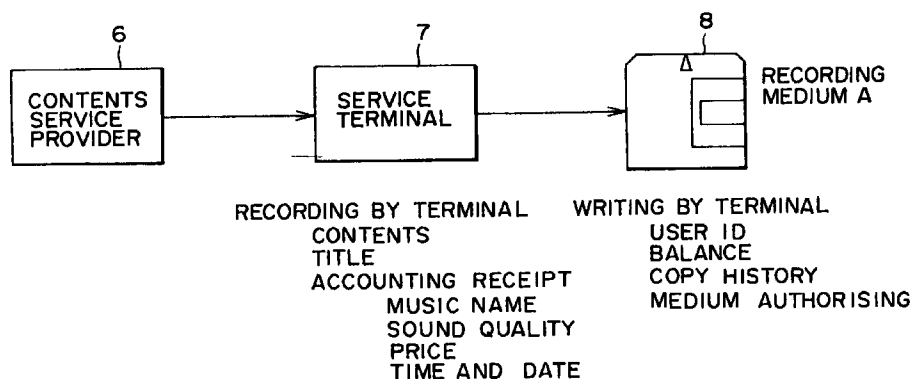 6
CONTENTS
SERVICE
PROVIDER
7
SERVICE
TERMINAL
8
RECORDING
MEDIUM A
RECORDING BY TERMINAL
CONTENTS
TITLE
ACCOUNTING RECEIPT
MUSIC NAME
SOUND QUALITY
PRICE
TIME AND DATE
WRITING BY TERMINAL
USER ID
BALANCE
COPY HISTORY
MEDIUM AUTHORISING